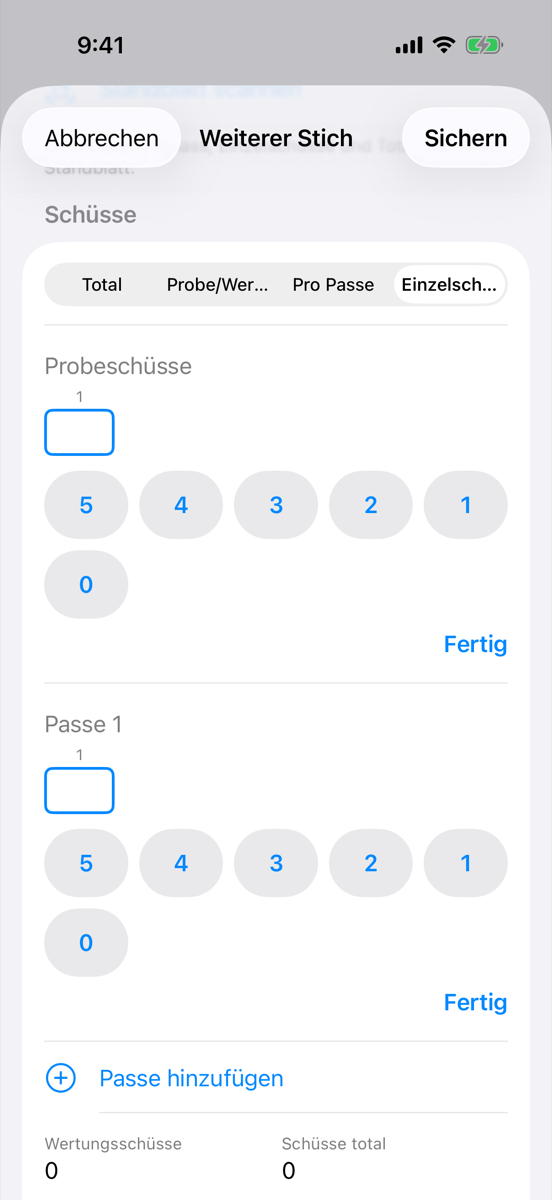 9:41
Abbrechen
Weiterer Stich
Sichern
Standblatt.
Schüsse
Total
Probe/Wer...
Pro Passe
Einzelsch...
Probeschüsse
1
5
4
3
2
1
0
Fertig
Passe 1
1
5
4
3
2
1
0
Fertig
Passe hinzufügen
Wertungsschüsse
Schüsse total
0
0